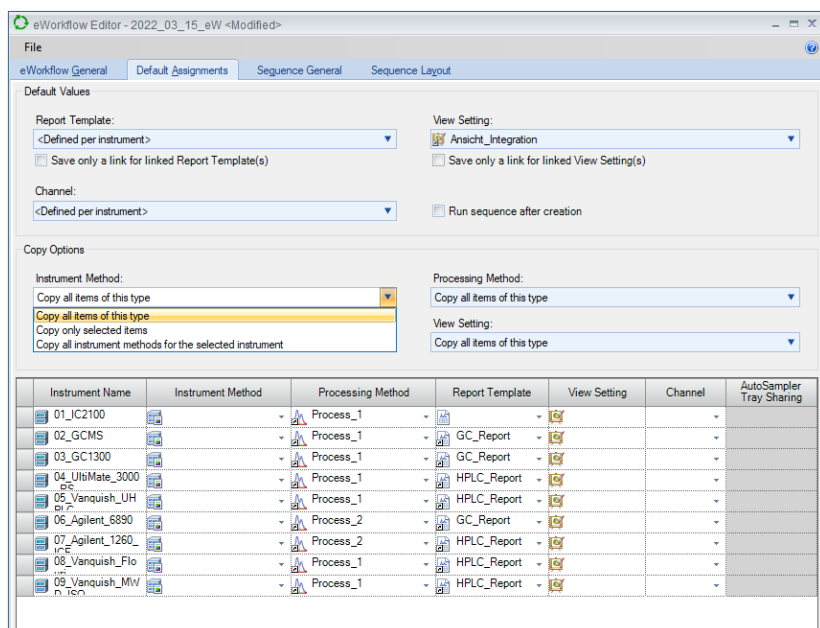 eWorkflow Editor - 2022_03_15_eW <Modified>
File
eWorkflow General Default Assignments Sequence General Sequence Layout
Default Values
Report Template: View Setting:
<Defined per instrument> Ansicht_Integration
Save only a link for linked Report Template(s) Save only a link for linked View Setting(s)
Channel:
<Defined per instrument> Run sequence after creation
Copy Options
Instrument Method: Processing Method:
Copy all items of this type Copy all items of this type
Copy all items of this type
Copy only selected items View Setting:
Copy all instrument methods for the selected instrument Copy all items of this type
Instrument Name Instrument Method Processing Method Report Template View Setting Channel AutoSampler
Tray Sharing
01_IC2100 Process_1
02_GCMS Process_1 GC_Report
03_GC1300 Process_1 GC_Report
04_UltiMate_3000 Process_1 HPLC_Report
05_Vanquish_UH Process_1 HPLC_Report
06_Agilent_6890 Process_2 GC_Report
07_Agilent_1260_ Process_2 HPLC_Report
08_Vanquish_Flo Process_1 HPLC_Report
09_Vanquish_MW Process_1 HPLC_Report